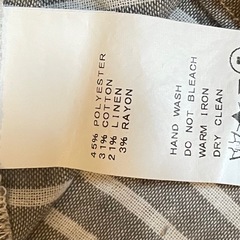 45% POLYESTER
31% COTTON
21% LINEN
3% RAYON
HAND WASH
DO NOT BLEACH
WARM IRON
DRY CLEAN